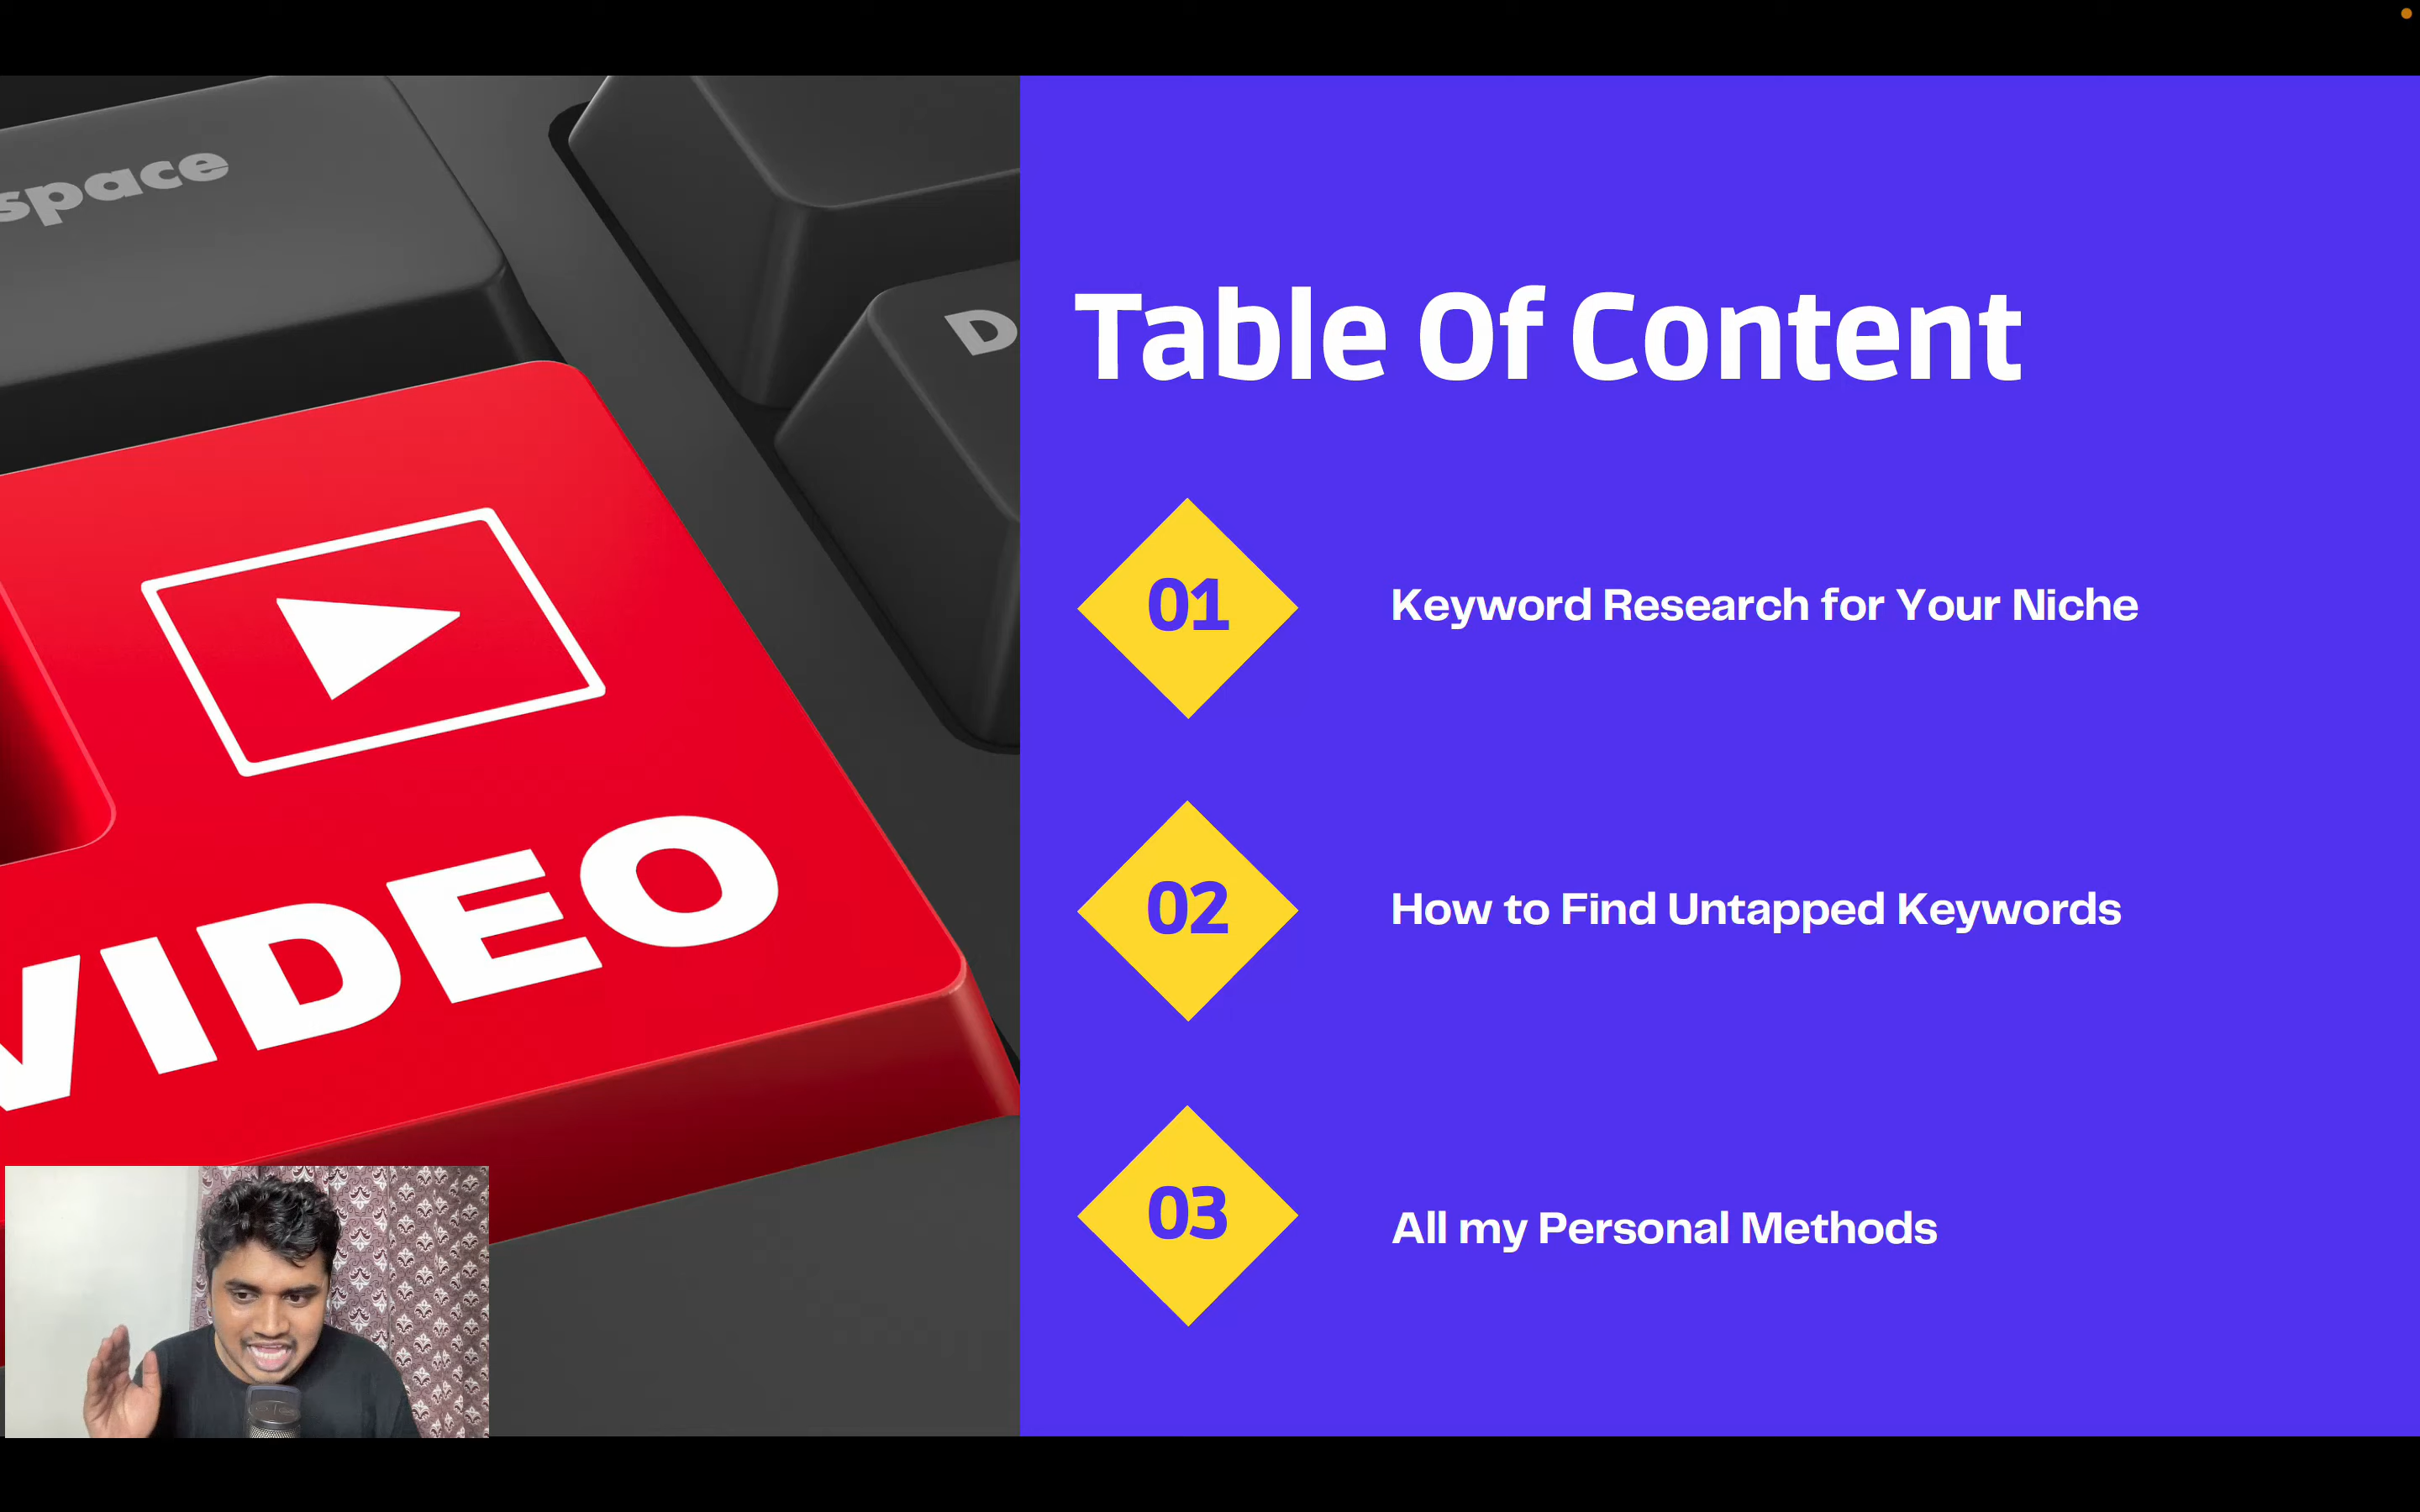 space
D
VIDEO
Table Of Content
01
Keyword Research for Your Niche
02
How to Find Untapped Keywords
03
All my Personal Methods